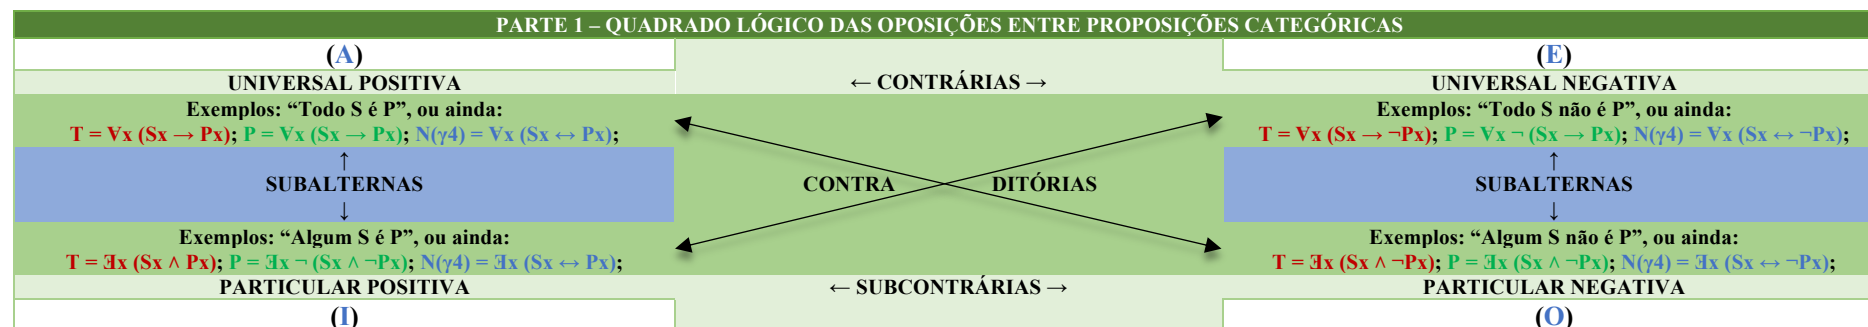 PARTE 1 – QUADRADO LÓGICO DAS OPOSIÇÕES ENTRE PROPOSIÇÕES CATEGÓRICAS
(A)
UNIVERSAL POSITIVA
Exemplos: “Todo S é P”, ou ainda:
T = ∀x (Sx → Px); P = ∀x (Sx → Px); N(γ4) = ∀x (Sx ↔ Px);
↑
SUBALTERNAS
↓
Exemplos: “Algum S é P”, ou ainda:
T = ∃x (Sx ∧ Px); P = ∃x ¬ (Sx ∧ ¬Px); N(γ4) = ∃x (Sx ↔ Px);
PARTICULAR POSITIVA
(I)
← CONTRÁRIAS →
CONTRA DITÓRIAS
← SUBCONTRÁRIAS →
(E)
UNIVERSAL NEGATIVA
Exemplos: “Todo S não é P”, ou ainda:
T = ∀x (Sx → ¬Px); P = ∀x ¬ (Sx → Px); N(γ4) = ∀x (Sx ↔ ¬Px);
↑
SUBALTERNAS
↓
Exemplos: “Algum S não é P”, ou ainda:
T = ∃x (Sx ∧ ¬Px); P = ∃x (Sx ∧ ¬Px); N(γ4) = ∃x (Sx ↔ ¬Px);
PARTICULAR NEGATIVA
(O)